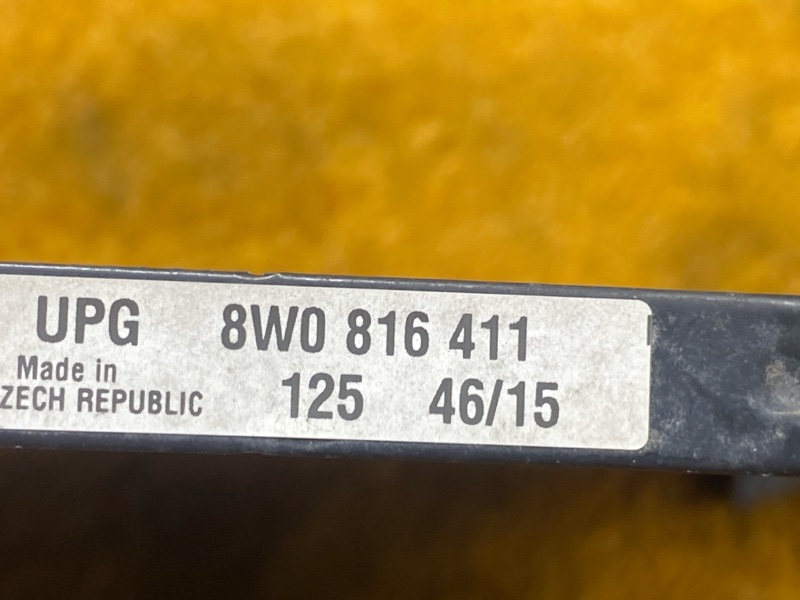 UPG 8W0 816 411
Made in 125 46/15
ZECH REPUBLIC